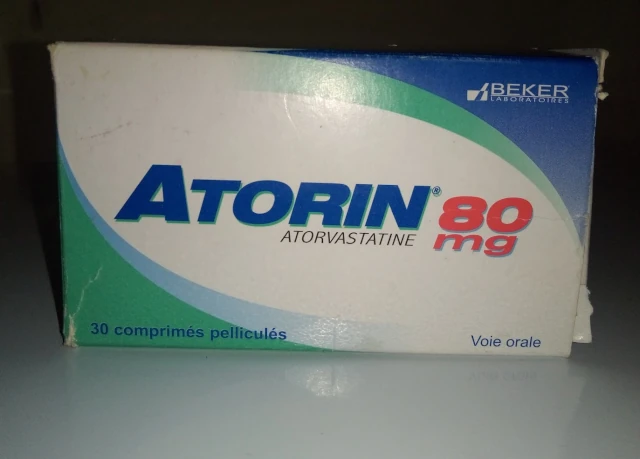 BEKER
LABORATOIRES
ATORIN® 80 mg
ATORVASTATINE
30 comprimés pelliculés
Voie orale